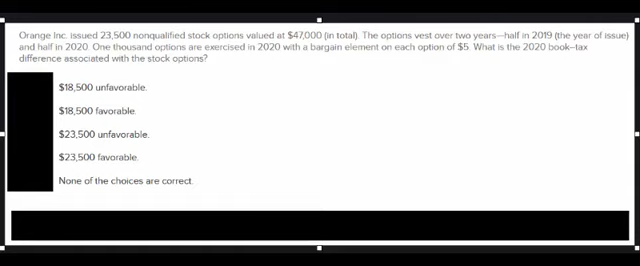 Orange Inc. issued 23,500 nonqualified stock options valued at $47,000 (in total). The options vest over two years—half in 2019 (the year of issue)
and half in 2020. One thousand options are exercised in 2020 with a bargain element on each option of $5. What is the 2020 book–tax
difference associated with the stock options?
$18,500 unfavorable.
$18,500 favorable.
$23,500 unfavorable.
$23,500 favorable.
None of the choices are correct.